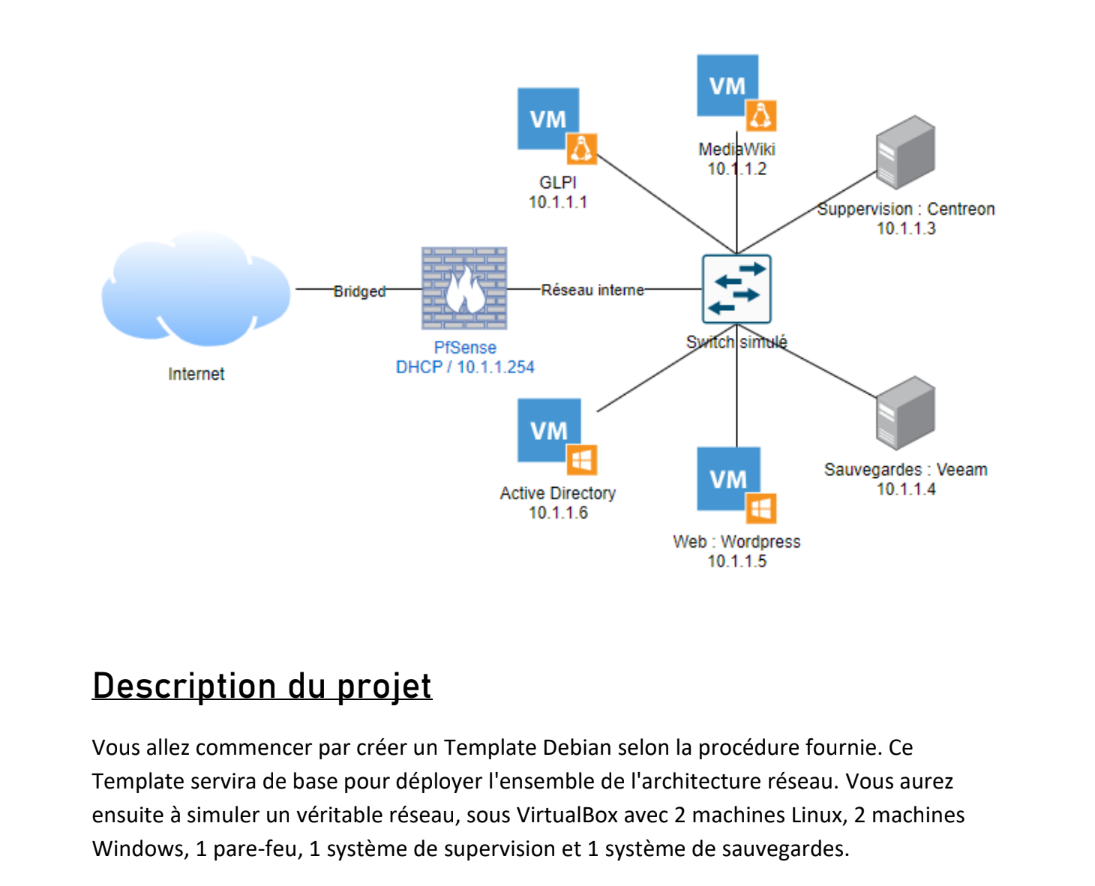 VM
MediaWiki
10.1.1.2
VM
GLPI
10.1.1.1
Suppervision : Centreon
10.1.1.3
Bridged
Réseau interne
Internet
PfSense
DHCP / 10.1.1.254
Switch simulé
VM
Active Directory
10.1.1.6
VM
Web : Wordpress
10.1.1.5
Sauvegardes : Veeam
10.1.1.4
Description du projet
Vous allez commencer par créer un Template Debian selon la procédure fournie. Ce
Template servira de base pour déployer l'ensemble de l'architecture réseau. Vous aurez
ensuite à simuler un véritable réseau, sous VirtualBox avec 2 machines Linux, 2 machines
Windows, 1 pare-feu, 1 système de supervision et 1 système de sauvegardes.